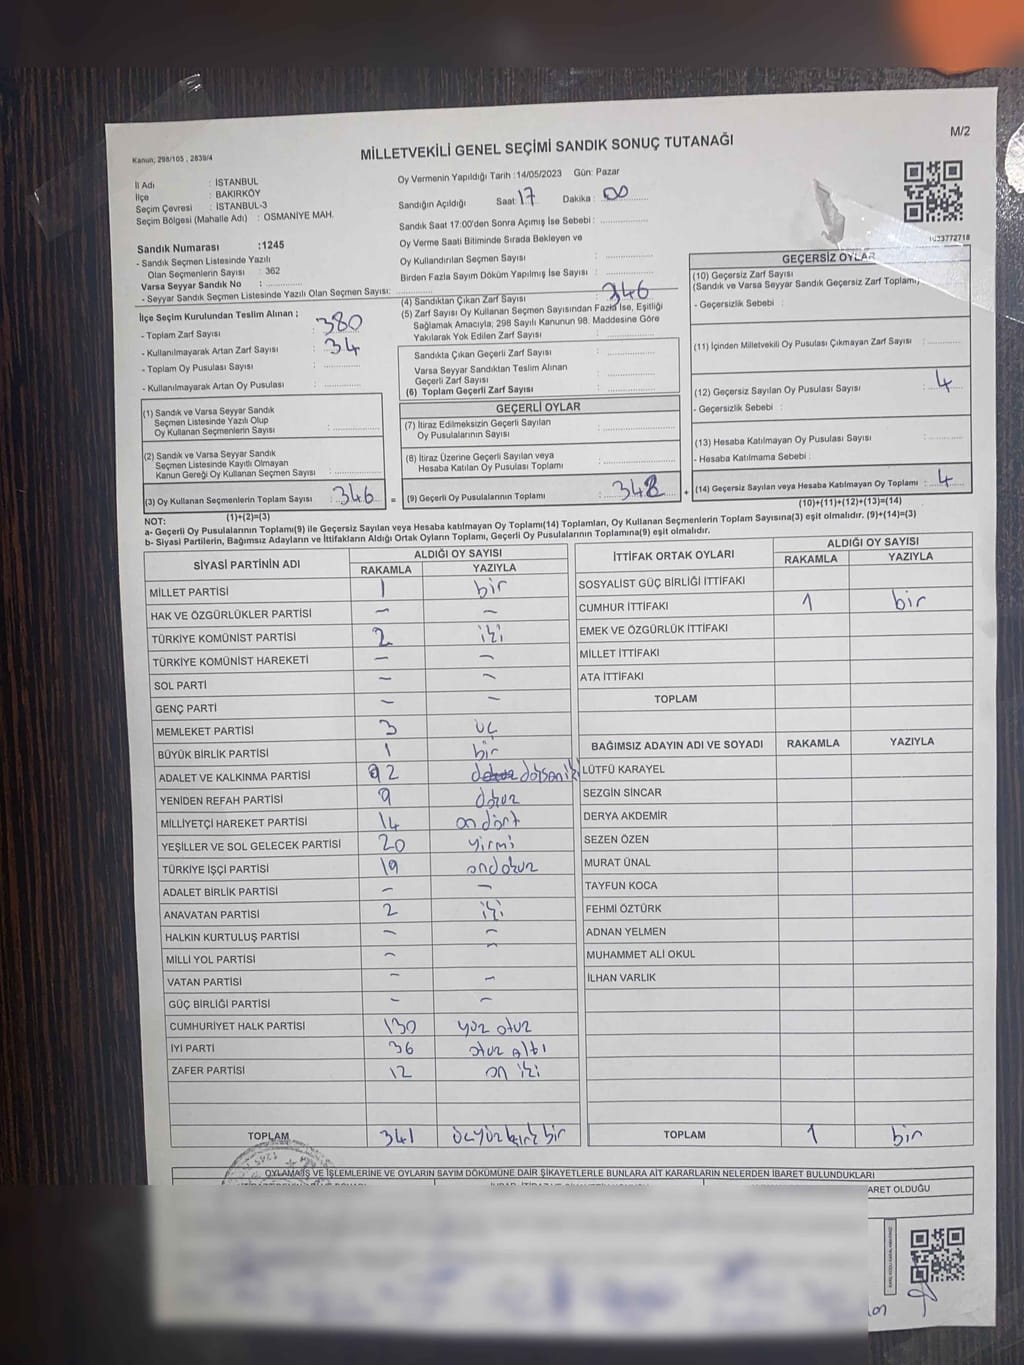 M/2
Kanun; 298/105 , 2839/4
MİLLETVEKİLİ GENEL SEÇİMİ SANDIK SONUÇ TUTANAĞI
İl Adı : İSTANBUL
İlçe : BAKIRKÖY
Seçim Çevresi : İSTANBUL-3
Seçim Bölgesi (Mahalle Adı) : OSMANİYE MAH.
Sandık Numarası :1245
- Sandık Seçmen Listesinde Yazılı
Olan Seçmenlerin Sayısı : 362
Varsa Seyyar Sandık No :
- Seyyar Sandık Seçmen Listesinde Yazılı Olan Seçmen Sayısı:
İlçe Seçim Kurulundan Teslim Alınan ;
- Toplam Zarf Sayısı : 380
- Kullanılmayarak Artan Zarf Sayısı : 34
- Toplam Oy Pusulası Sayısı :
- Kullanılmayarak Artan Oy Pusulası :
(1) Sandık ve Varsa Seyyar Sandık
Seçmen Listesinde Yazılı Olup
Oy Kullanan Seçmenlerin Sayısı :
(2) Sandık ve Varsa Seyyar Sandık
Seçmen Listesinde Kayıtlı Olmayan
Kanun Gereği Oy Kullanan Seçmen Sayısı :
(3) Oy Kullanan Seçmenlerin Toplam Sayısı : 346
(1)+(2)=(3)
Oy Vermenin Yapıldığı Tarih :14/05/2023 Gün: Pazar
Sandığın Açıldığı Saat: 17 Dakika : 00
Sandık Saat 17:00'den Sonra Açımış İse Sebebi :
Oy Verme Saati Bitiminde Sırada Bekleyen ve
Oy Kullandırılan Seçmen Sayısı :
Birden Fazla Sayım Döküm Yapılmış İse Sayısı :
(4) Sandıktan Çıkan Zarf Sayısı : 346
(5) Zarf Sayısı Oy Kullanan Seçmen Sayısından Fazla İse, Eşitliği
Sağlamak Amacıyla; 298 Sayılı Kanunun 98. Maddesine Göre
Yakılarak Yok Edilen Zarf Sayısı :
Sandıkta Çıkan Geçerli Zarf Sayısı :
Varsa Seyyar Sandıktan Teslim Alınan
Geçerli Zarf Sayısı :
(6) Toplam Geçerli Zarf Sayısı :
GEÇERLİ OYLAR
(7) İtiraz Edilmeksizin Geçerli Sayılan
Oy Pusulalarının Sayısı :
(8) İtiraz Üzerine Geçerli Sayılan veya
Hesaba Katılan Oy Pusulası Toplamı :
= (9) Geçerli Oy Pusulalarının Toplamı : 348 +
1023772718
GEÇERSİZ OYLAR
(10) Geçersiz Zarf Sayısı
(Sandık ve Varsa Seyyar Sandık Geçersiz Zarf Toplamı)
- Geçersizlik Sebebi :
(11) İçinden Milletvekili Oy Pusulası Çıkmayan Zarf Sayısı :
(12) Geçersiz Sayılan Oy Pusulası Sayısı : 4
- Geçersizlik Sebebi :
(13) Hesaba Katılmayan Oy Pusulası Sayısı :
- Hesaba Katılmama Sebebi :
(14) Geçersiz Sayılan veya Hesaba Katılmayan Oy Toplamı : 4
(10)+(11)+(12)+(13)=(14)
NOT:
a- Geçerli Oy Pusulalarının Toplamı(9) ile Geçersiz Sayılan veya Hesaba katılmayan Oy Toplamı(14) Toplamları, Oy Kullanan Seçmenlerin Toplam Sayısına(3) eşit olmalıdır. (9)+(14)=(3)
b- Siyasi Partilerin, Bağımsız Adayların ve İttifakların Aldığı Ortak Oyların Toplamı, Geçerli Oy Pusulalarının Toplamına(9) eşit olmalıdır.
SİYASİ PARTİNİN ADI ALDIĞI OY SAYISI
RAKAMLA YAZIYLA
MİLLET PARTİSİ 1 bir
HAK VE ÖZGÜRLÜKLER PARTİSİ - -
TÜRKİYE KOMÜNİST PARTİSİ 2 iki
TÜRKİYE KOMÜNİST HAREKETİ - -
SOL PARTİ - -
GENÇ PARTİ - -
MEMLEKET PARTİSİ 3 üç
BÜYÜK BİRLİK PARTİSİ 1 bir
ADALET VE KALKINMA PARTİSİ 92
YENİDEN REFAH PARTİSİ 9 dokuz
MİLLİYETÇİ HAREKET PARTİSİ 14 on dört
YEŞİLLER VE SOL GELECEK PARTİSİ 20 yirmi
TÜRKİYE İŞÇİ PARTİSİ 19 ondokuz
ADALET BİRLİK PARTİSİ - -
ANAVATAN PARTİSİ 2 iki
HALKIN KURTULUŞ PARTİSİ - -
MİLLİ YOL PARTİSİ - -
VATAN PARTİSİ - -
GÜÇ BİRLİĞİ PARTİSİ - -
CUMHURİYET HALK PARTİSİ 130 yüz otuz
İYİ PARTİ 36 otuz altı
ZAFER PARTİSİ 12 on iki
TOPLAM 341 üçyüz kırk bir
İTTİFAK ORTAK OYLARI ALDIĞI OY SAYISI
RAKAMLA YAZIYLA
SOSYALİST GÜÇ BİRLİĞİ İTTİFAKI
CUMHUR İTTİFAKI 1 bir
EMEK VE ÖZGÜRLÜK İTTİFAKI
MİLLET İTTİFAKI
ATA İTTİFAKI
TOPLAM
BAĞIMSIZ ADAYIN ADI VE SOYADI RAKAMLA YAZIYLA
LÜTFÜ KARAYEL
SEZGİN SİNCAR
DERYA AKDEMİR
SEZEN ÖZEN
MURAT ÜNAL
TAYFUN KOCA
FEHMİ ÖZTÜRK
ADNAN YELMEN
MUHAMMET ALİ OKUL
İLHAN VARLIK
TOPLAM 1 bir
OYLAMA İŞ VE İŞLEMLERİNE VE OYLARIN SAYIM DÖKÜMÜNE DAİR ŞİKAYETLERLE BUNLARA AİT KARARLARIN NELERDEN İBARET BULUNDUKLARI
ARET OLDUĞU